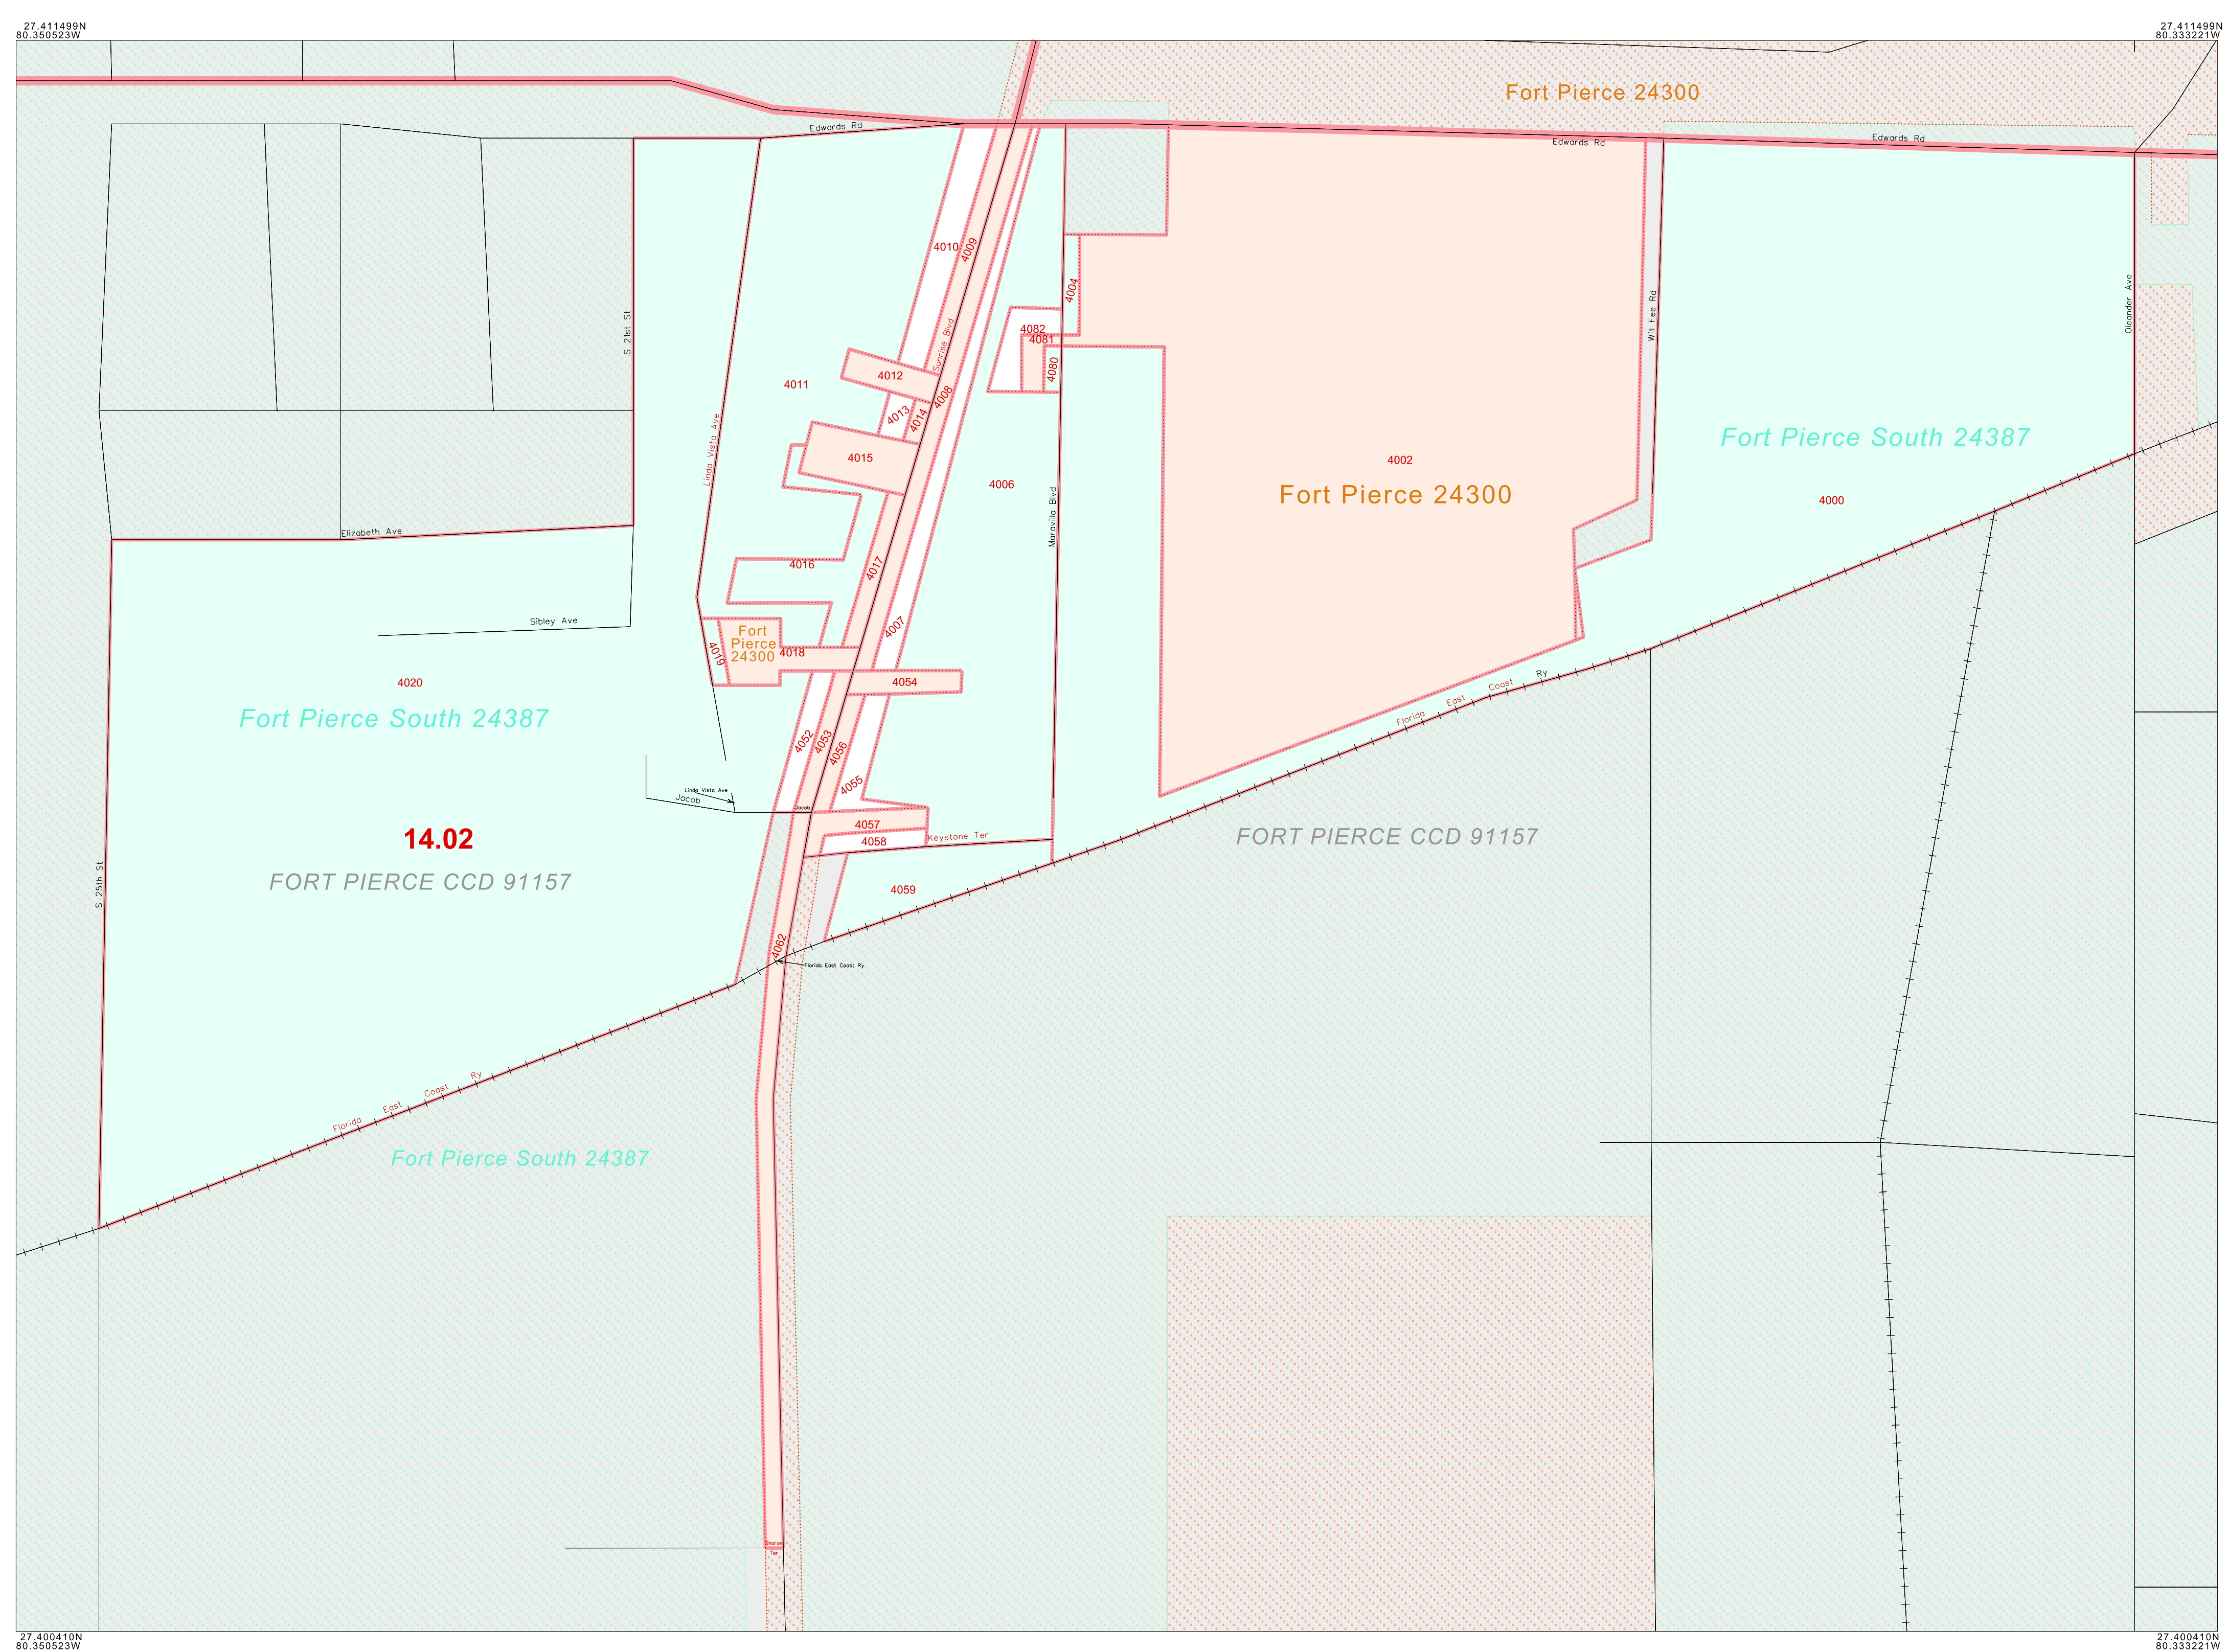 27.411499N
80.350523W
27.411499N
80.333221W
Fort Pierce 24300
Edwards Rd
Edwards Rd
Edwards Rd
S 21st St
4010
4009
4004
Will Fee Rd
Oleander Ave
4082
4081
4080
Sunrise Blvd
4012
4011
4008
4013
4014
Linda Vista Ave
4015
4006
4002
Fort Pierce 24300
Fort Pierce South 24387
4000
Maravilla Blvd
Elizabeth Ave
4016
4017
Sibley Ave
4007
Fort
Pierce
24300
4018
4019
4054
4020
Fort Pierce South 24387
4052
4053
4056
4055
Florida East Coast Ry
Linda Vista Ave
Jacob
Jacob
4057
4058
Keystone Ter
14.02
FORT PIERCE CCD 91157
FORT PIERCE CCD 91157
S 25th St
4059
4062
Florida East Coast Ry
Florida East Coast Ry
Fort Pierce South 24387
Sharon
Ter
27.400410N
80.350523W
27.400410N
80.333221W